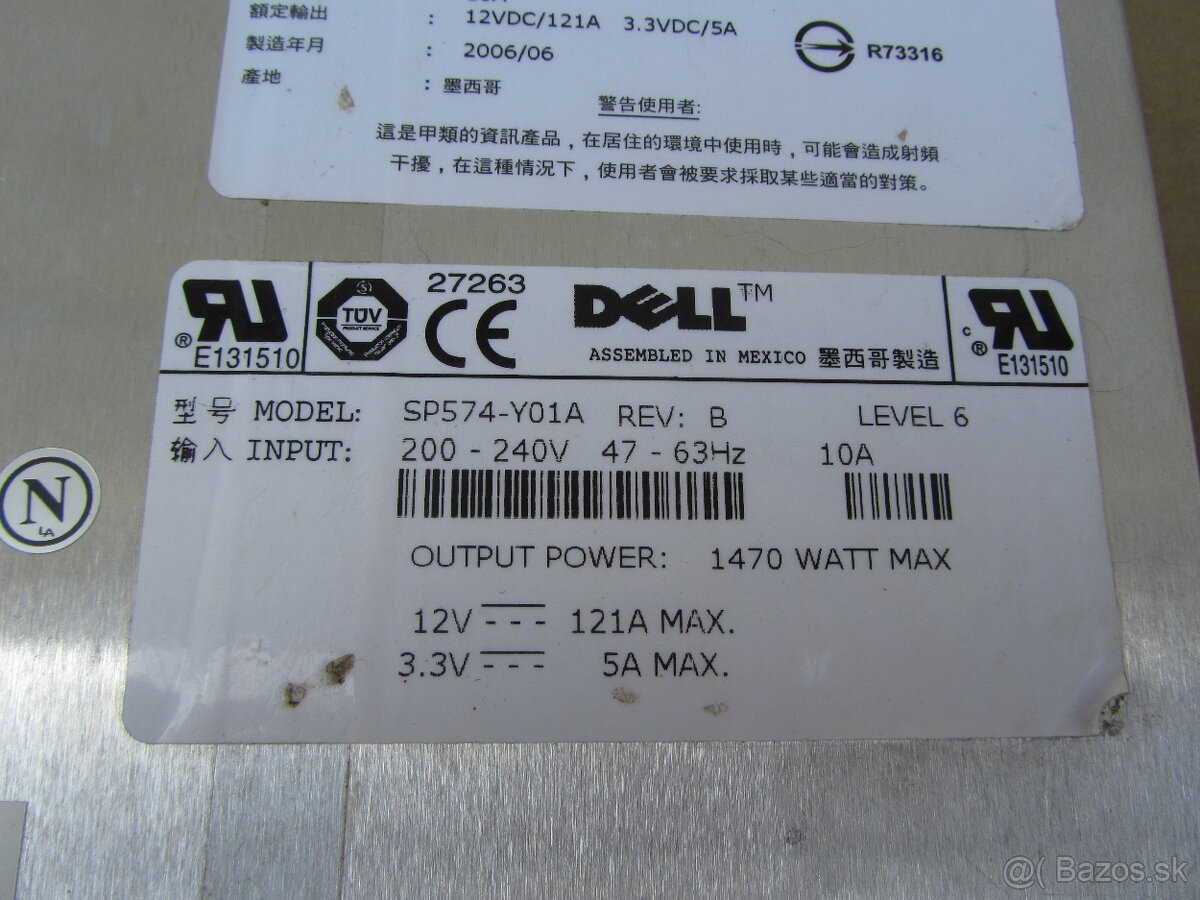 額定輸出 : 12VDC/121A 3.3VDC/5A
製造年月 : 2006/06
產地 : 墨西哥
R73316
警告使用者:
這是甲類的資訊產品，在居住的環境中使用時，可能會造成射頻
干擾，在這種情況下，使用者會被要求採取某些適當的對策。
27263
DELL™
TÜV
PRODUCT SERVICE
CE
® E131510
ASSEMBLED IN MEXICO 墨西哥製造
c ® E131510
型号 MODEL: SP574-Y01A REV: B LEVEL 6
输入 INPUT: 200 - 240V 47 - 63Hz 10A
N
LA
OUTPUT POWER: 1470 WATT MAX
12V 121A MAX.
3.3V 5A MAX.
@( Bazos.sk